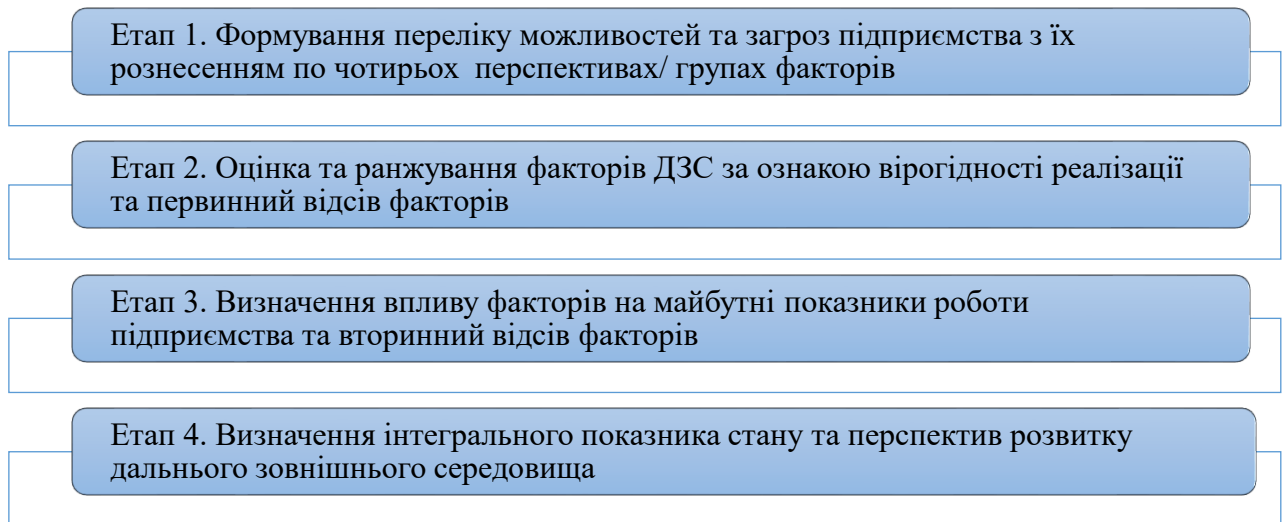 Етап 1. Формування переліку можливостей та загроз підприємства з їх
рознесенням по чотирьох перспективах/ групах факторів
Етап 2. Оцінка та ранжування факторів ДЗС за ознакою вірогідності реалізації
та первинний відсів факторів
Етап 3. Визначення впливу факторів на майбутні показники роботи
підприємства та вторинний відсів факторів
Етап 4. Визначення інтегрального показника стану та перспектив розвитку
дальнього зовнішнього середовища